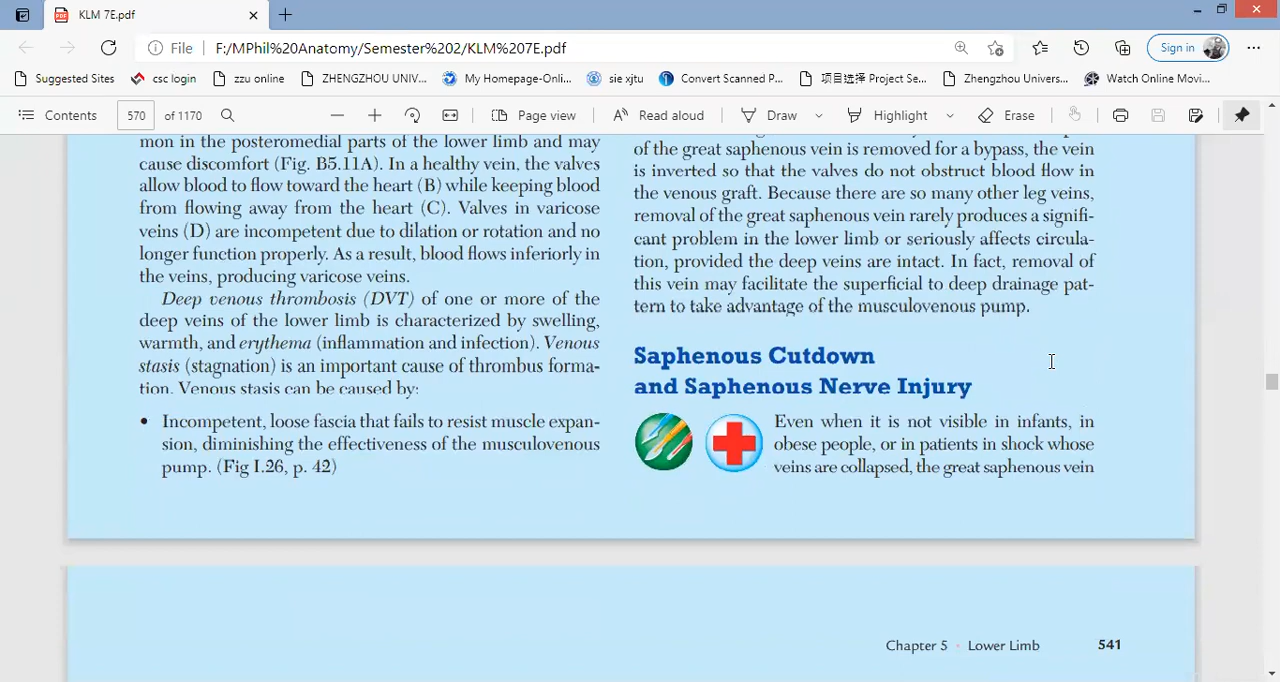 KLM 7E.pdf
File
F:/MPhil%20Anatomy/Semester%202/KLM%207E.pdf
Sign in
Suggested Sites
csc login
zzu online
ZHENGZHOU UNIV...
My Homepage-Onli...
sie xjtu
Convert Scanned P...
项目选择 Project Se...
Zhengzhou Univers...
Watch Online Movi...
Contents
570 of 1170
Page view
Read aloud
Draw
Highlight
Erase
mon in the posteromedial parts of the lower limb and may
cause discomfort (Fig. B5.11A). In a healthy vein, the valves
allow blood to flow toward the heart (B) while keeping blood
from flowing away from the heart (C). Valves in varicose
veins (D) are incompetent due to dilation or rotation and no
longer function properly. As a result, blood flows inferiorly in
the veins, producing varicose veins.
Deep venous thrombosis (DVT) of one or more of the
deep veins of the lower limb is characterized by swelling,
warmth, and erythema (inflammation and infection). Venous
stasis (stagnation) is an important cause of thrombus forma-
tion. Venous stasis can be caused by:
• Incompetent, loose fascia that fails to resist muscle expan-
sion, diminishing the effectiveness of the musculovenous
pump. (Fig I.26, p. 42)
of the great saphenous vein is removed for a bypass, the vein
is inverted so that the valves do not obstruct blood flow in
the venous graft. Because there are so many other leg veins,
removal of the great saphenous vein rarely produces a signifi-
cant problem in the lower limb or seriously affects circula-
tion, provided the deep veins are intact. In fact, removal of
this vein may facilitate the superficial to deep drainage pat-
tern to take advantage of the musculovenous pump.
Saphenous Cutdown
and Saphenous Nerve Injury
Even when it is not visible in infants, in
obese people, or in patients in shock whose
veins are collapsed, the great saphenous vein
Chapter 5 • Lower Limb 541